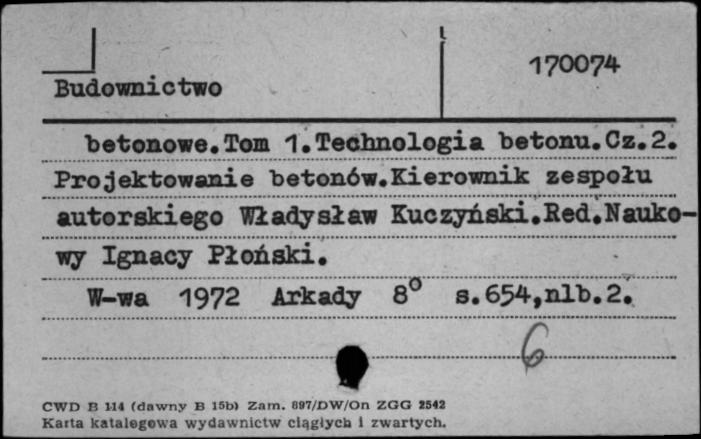 170074
Budownictwo
betonowe.Tom 1.Technologia betonu.Cz.2.
Projektowanie betonów.Kierownik zespołu
autorskiego Władysław Kuczyński.Red.Nauko-
wy Ignacy Płoński.
W-wa 1972 Arkady 8° s.654,nlb.2.
6
CWD B 114 (dawny B 15b) Zam. 897/DW/On ZGG 2542
Karta katalogowa wydawnictw ciągłych i zwartych.